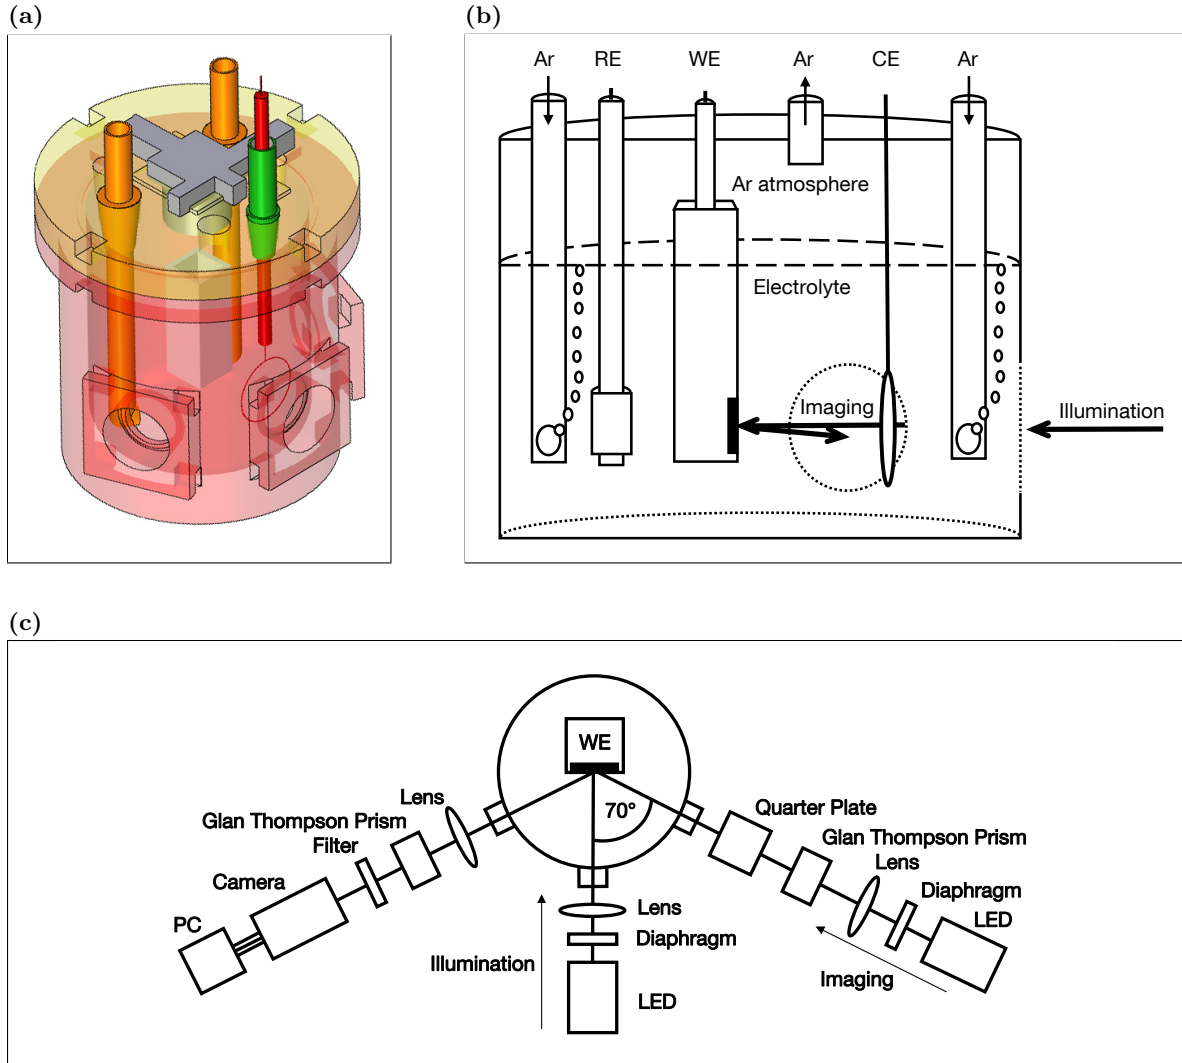 (a)
(b)
Ar RE WE Ar CE Ar
Ar atmosphere
Electrolyte
Imaging
Illumination
(c)
WE
70°
Lens
Glan Thompson Prism
Filter
Camera
PC
Quarter Plate
Glan Thompson Prism
Lens
Diaphragm
LED
Imaging
Lens
Diaphragm
Illumination
LED